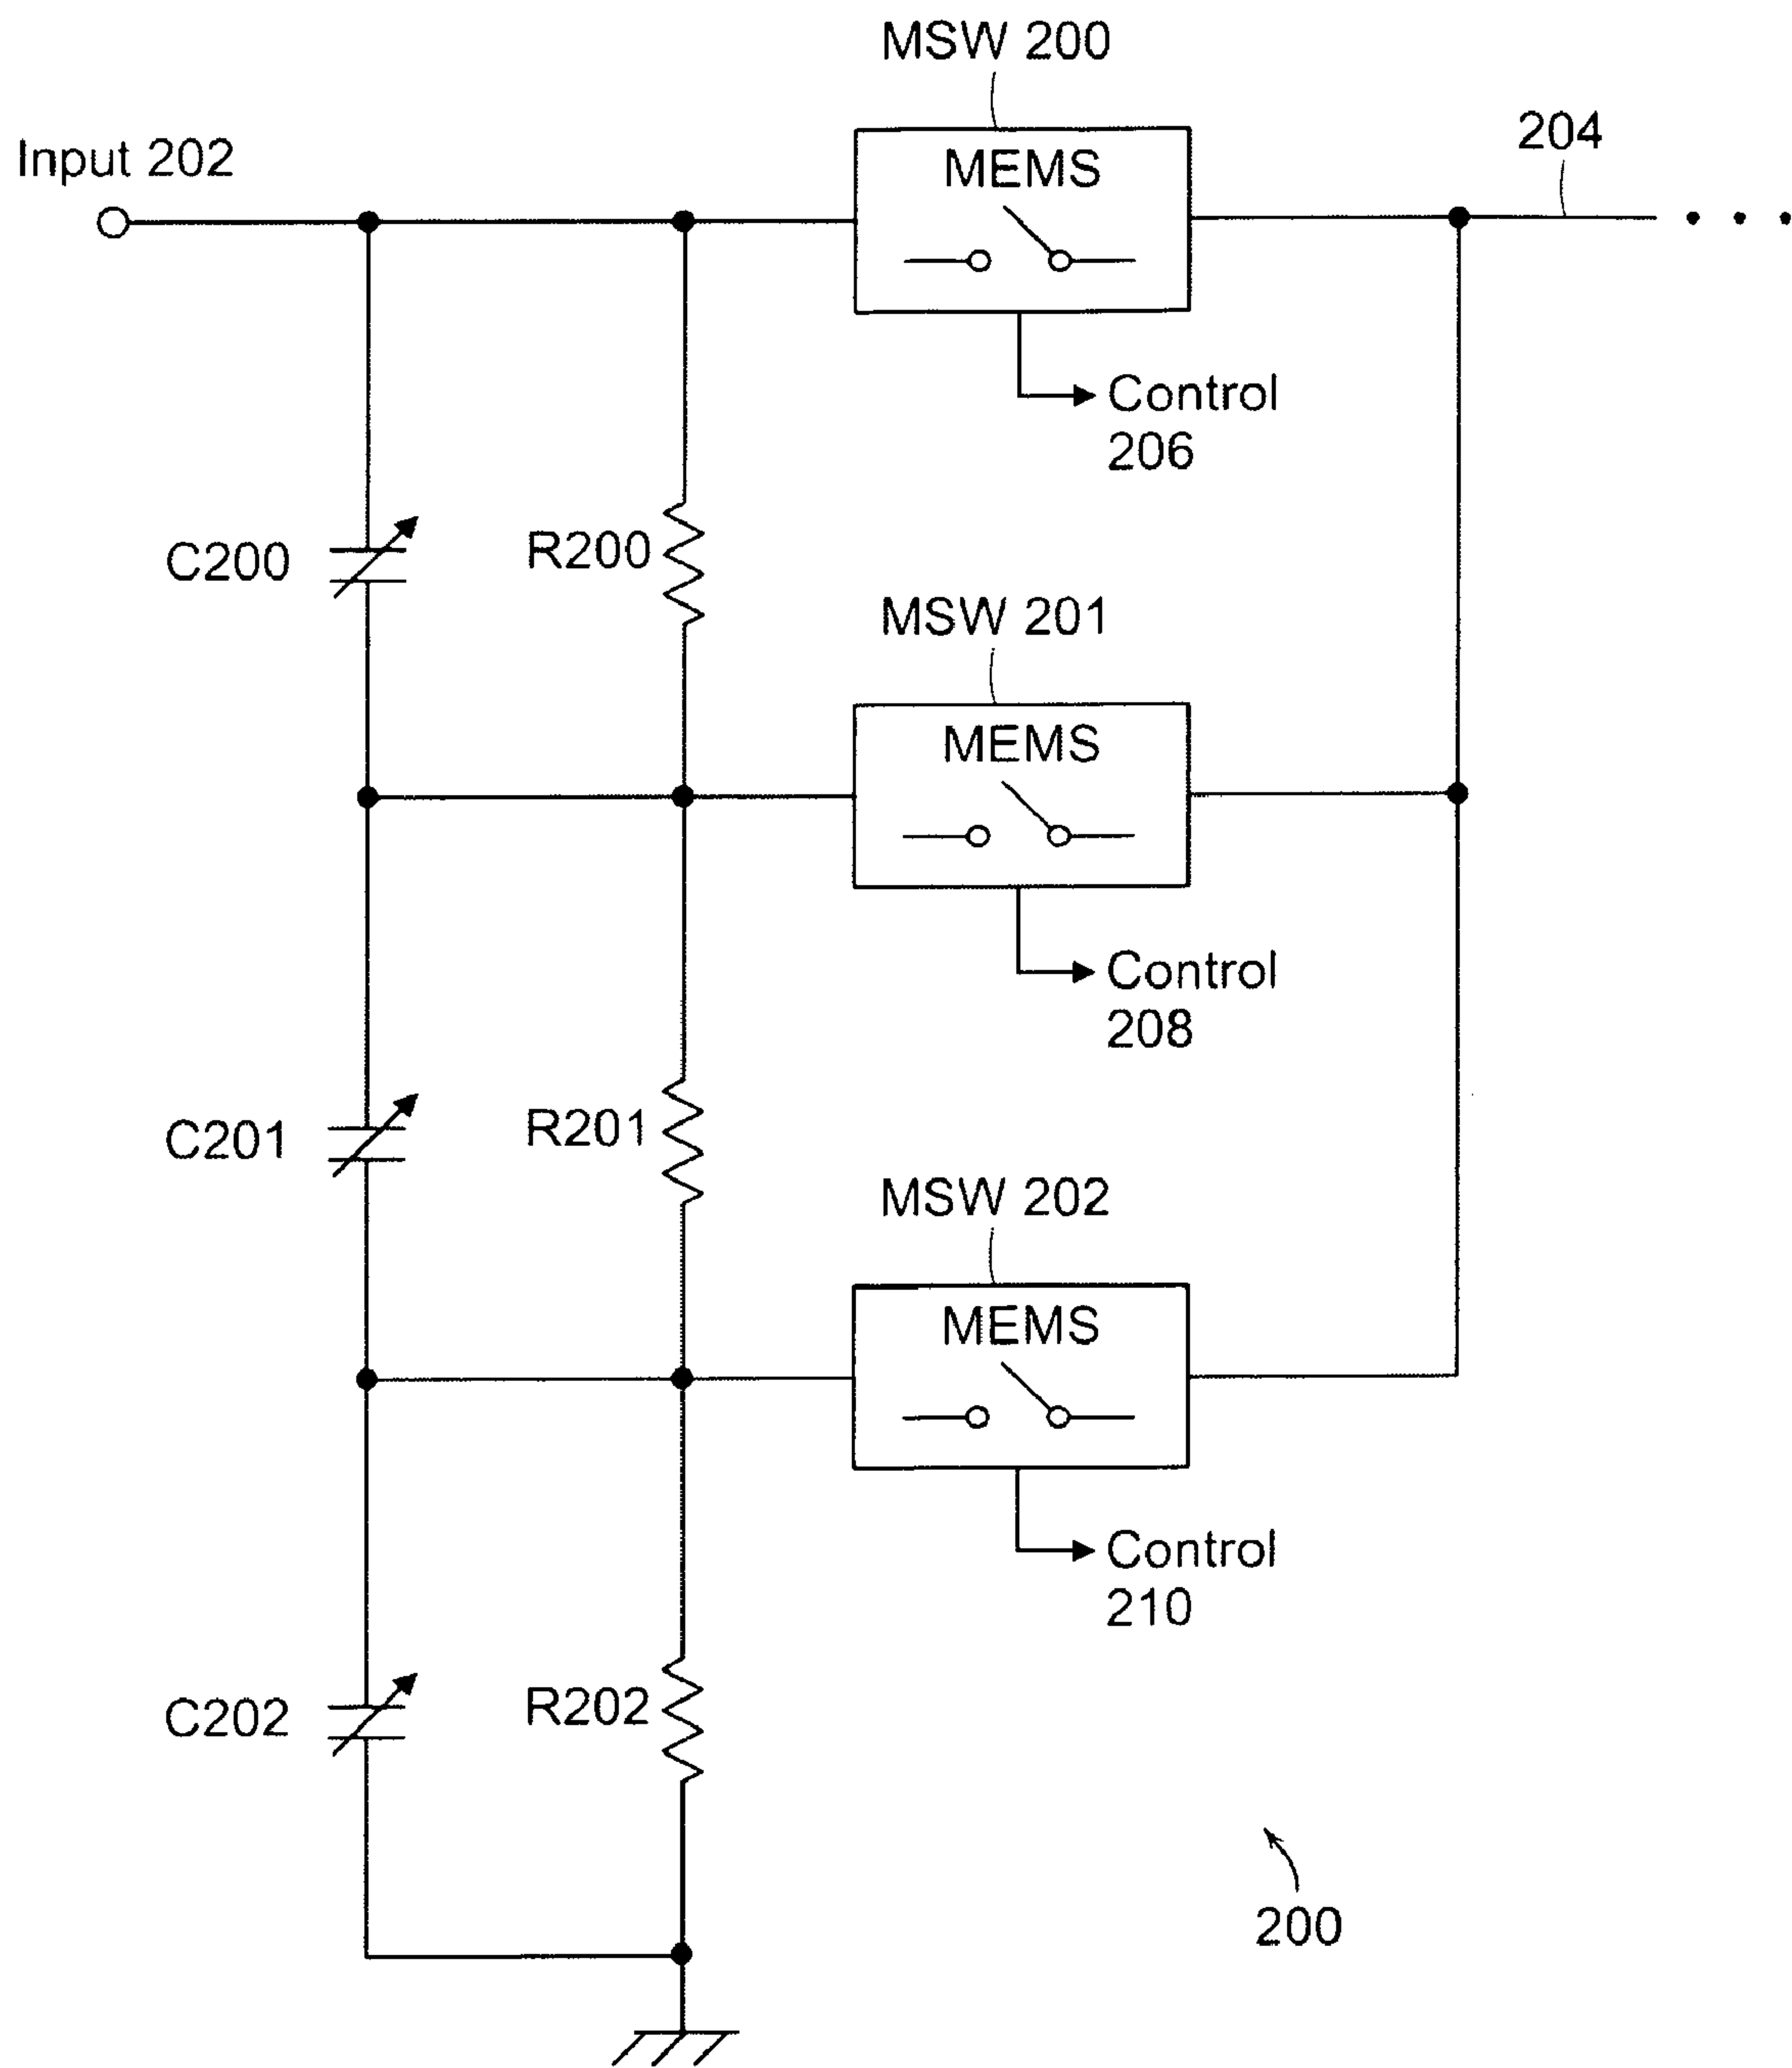 MSW 200
Input 202
MEMS
204
Control
206
C200
R200
MSW 201
MEMS
Control
208
C201
R201
MSW 202
MEMS
Control
210
C202
R202
200